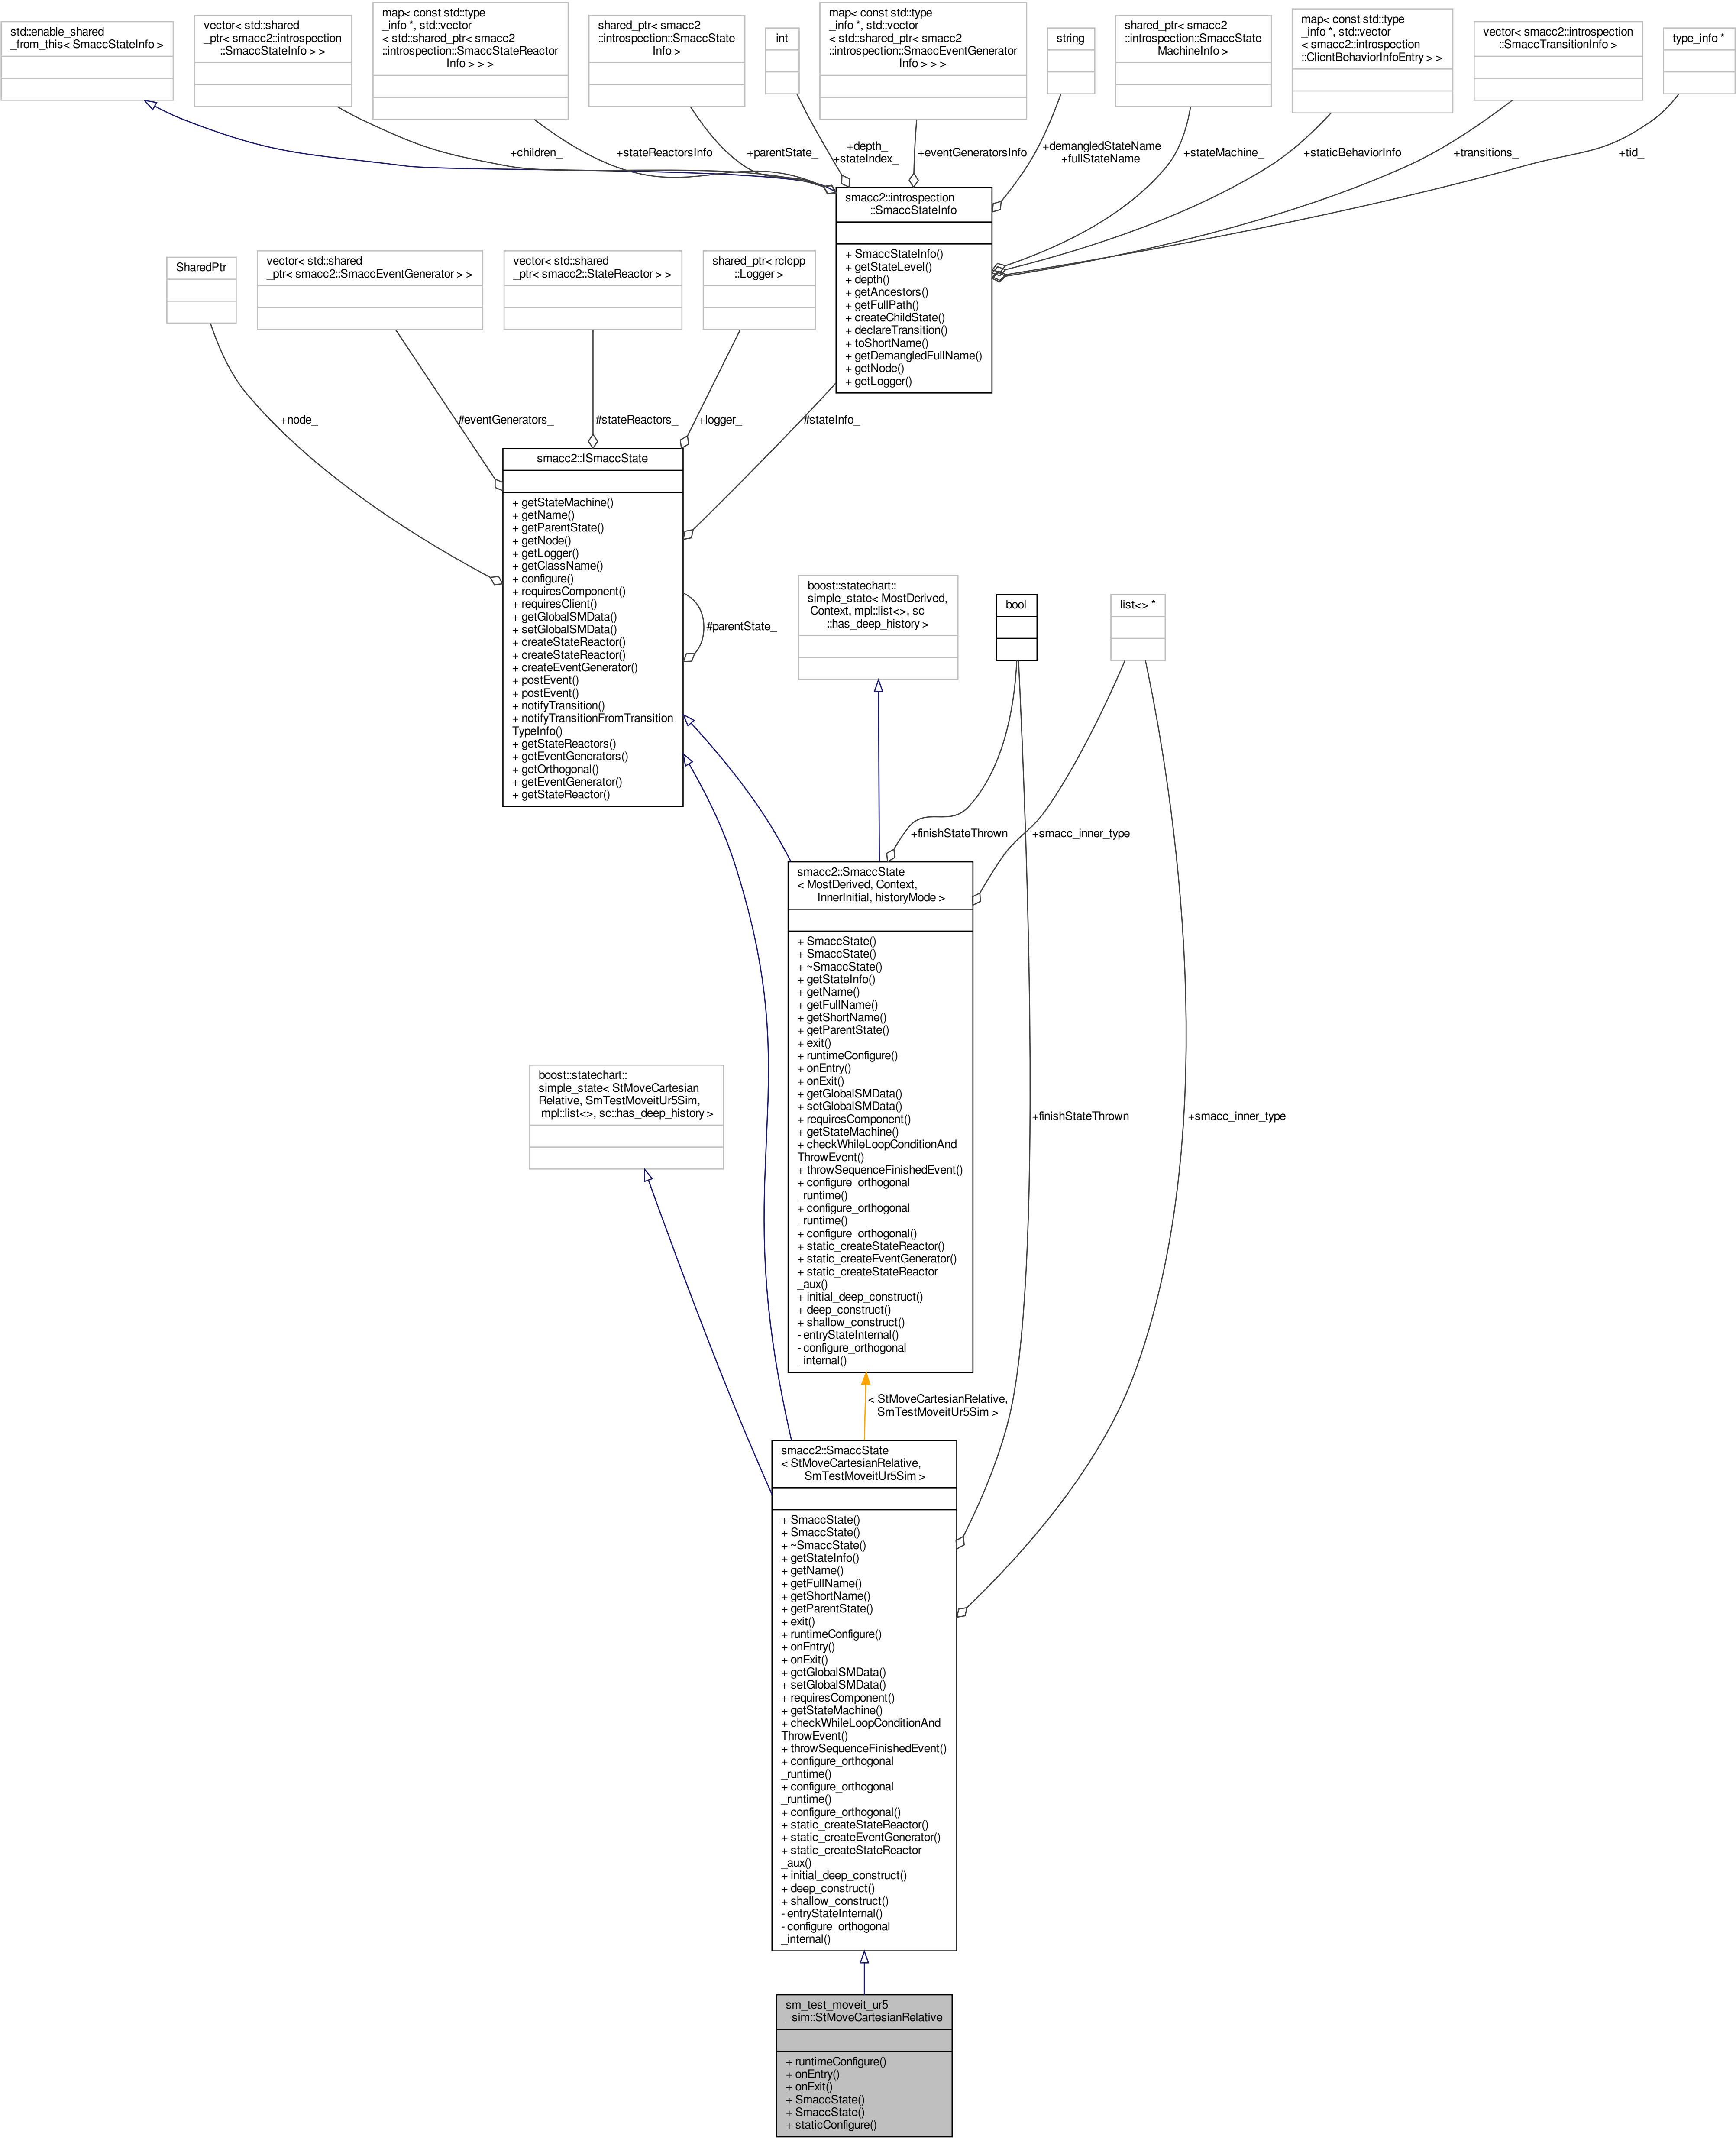 std::enable_shared
_from_this< SmaccStateInfo >
vector< std::shared
_ptr< smacc2::introspection
::SmaccStateInfo > >
map< const std::type
_info *, std::vector
< std::shared_ptr< smacc2
::introspection::SmaccStateReactor
Info > > >
shared_ptr< smacc2
::introspection::SmaccState
Info >
int
map< const std::type
_info *, std::vector
< std::shared_ptr< smacc2
::introspection::SmaccEventGenerator
Info > > >
string
shared_ptr< smacc2
::introspection::SmaccState
MachineInfo >
map< const std::type
_info *, std::vector
< smacc2::introspection
::ClientBehaviorInfoEntry > >
vector< smacc2::introspection
::SmaccTransitionInfo >
type_info *
+children_
+stateReactorsInfo
+parentState_
+depth_
+stateIndex_
+eventGeneratorsInfo
+demangledStateName
+fullStateName
+stateMachine_
+staticBehaviorInfo
+transitions_
+tid_
smacc2::introspection
::SmaccStateInfo
+ SmaccStateInfo()
+ getStateLevel()
+ depth()
+ getAncestors()
+ getFullPath()
+ createChildState()
+ declareTransition()
+ toShortName()
+ getDemangledFullName()
+ getNode()
+ getLogger()
SharedPtr
vector< std::shared
_ptr< smacc2::SmaccEventGenerator > >
vector< std::shared
_ptr< smacc2::StateReactor > >
shared_ptr< rclcpp
::Logger >
+node_
#eventGenerators_
#stateReactors_
+logger_
#stateInfo_
smacc2::ISmaccState
+ getStateMachine()
+ getName()
+ getParentState()
+ getNode()
+ getLogger()
+ getClassName()
+ configure()
+ requiresComponent()
+ requiresClient()
+ getGlobalSMData()
+ setGlobalSMData()
+ createStateReactor()
+ createStateReactor()
+ createEventGenerator()
+ postEvent()
+ postEvent()
+ notifyTransition()
+ notifyTransitionFromTransition
TypeInfo()
+ getStateReactors()
+ getEventGenerators()
+ getOrthogonal()
+ getEventGenerator()
+ getStateReactor()
#parentState_
boost::statechart::
simple_state< MostDerived,
Context, mpl::list<>, sc
::has_deep_history >
bool
list<> *
+finishStateThrown
+smacc_inner_type
smacc2::SmaccState
< MostDerived, Context,
InnerInitial, historyMode >
+ SmaccState()
+ SmaccState()
+ ~SmaccState()
+ getStateInfo()
+ getName()
+ getFullName()
+ getShortName()
+ getParentState()
+ exit()
+ runtimeConfigure()
+ onEntry()
+ onExit()
+ getGlobalSMData()
+ setGlobalSMData()
+ requiresComponent()
+ getStateMachine()
+ checkWhileLoopConditionAnd
ThrowEvent()
+ throwSequenceFinishedEvent()
+ configure_orthogonal
_runtime()
+ configure_orthogonal
_runtime()
+ configure_orthogonal()
+ static_createStateReactor()
+ static_createEventGenerator()
+ static_createStateReactor
_aux()
+ initial_deep_construct()
+ deep_construct()
+ shallow_construct()
- entryStateInternal()
- configure_orthogonal
_internal()
boost::statechart::
simple_state< StMoveCartesian
Relative, SmTestMoveitUr5Sim,
mpl::list<>, sc::has_deep_history >
+finishStateThrown
+smacc_inner_type
< StMoveCartesianRelative,
SmTestMoveitUr5Sim >
smacc2::SmaccState
< StMoveCartesianRelative,
SmTestMoveitUr5Sim >
+ SmaccState()
+ SmaccState()
+ ~SmaccState()
+ getStateInfo()
+ getName()
+ getFullName()
+ getShortName()
+ getParentState()
+ exit()
+ runtimeConfigure()
+ onEntry()
+ onExit()
+ getGlobalSMData()
+ setGlobalSMData()
+ requiresComponent()
+ getStateMachine()
+ checkWhileLoopConditionAnd
ThrowEvent()
+ throwSequenceFinishedEvent()
+ configure_orthogonal
_runtime()
+ configure_orthogonal
_runtime()
+ configure_orthogonal()
+ static_createStateReactor()
+ static_createEventGenerator()
+ static_createStateReactor
_aux()
+ initial_deep_construct()
+ deep_construct()
+ shallow_construct()
- entryStateInternal()
- configure_orthogonal
_internal()
sm_test_moveit_ur5
_sim::StMoveCartesianRelative
+ runtimeConfigure()
+ onEntry()
+ onExit()
+ SmaccState()
+ SmaccState()
+ staticConfigure()